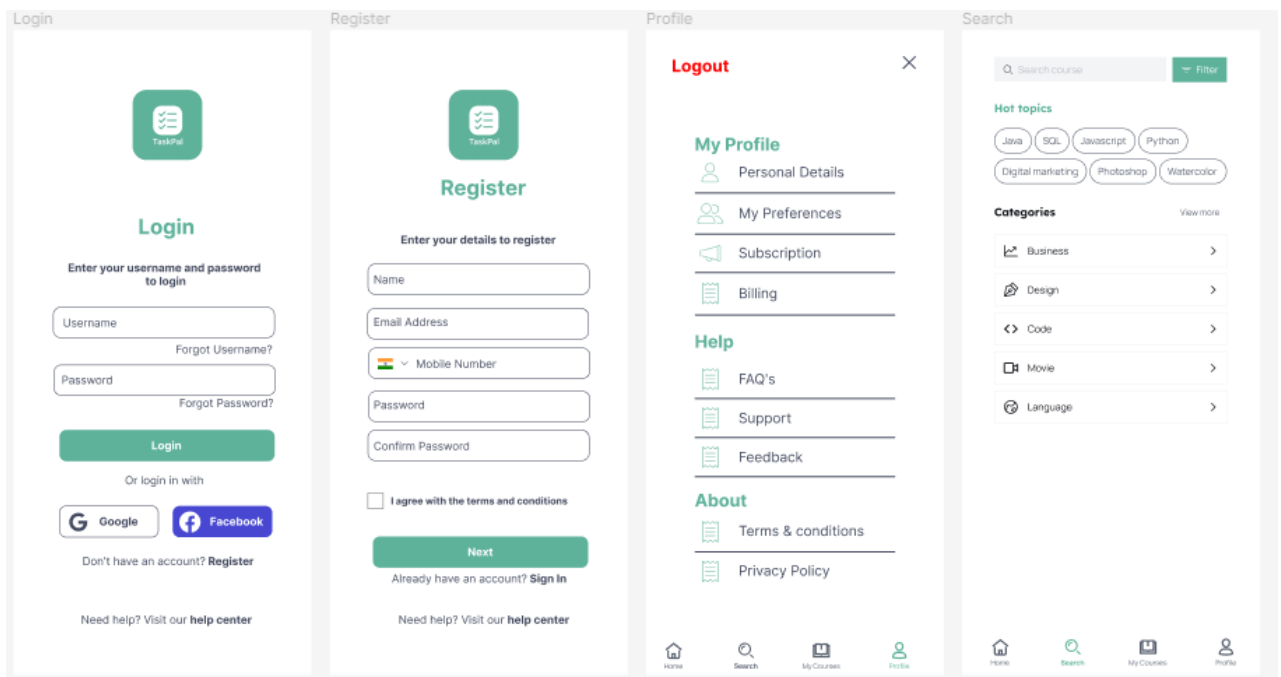 Login
TaskPal
Login
Enter your username and password
to login
Username
Forgot Username?
Password
Forgot Password?
Login
Or login in with
Google
Facebook
Don't have an account? Register
Need help? Visit our help center
Register
TaskPal
Register
Enter your details to register
Name
Email Address
Mobile Number
Password
Confirm Password
I agree with the terms and conditions
Next
Already have an account? Sign In
Need help? Visit our help center
Profile
Logout
My Profile
Personal Details
My Preferences
Subscription
Billing
Help
FAQ's
Support
Feedback
About
Terms & conditions
Privacy Policy
Home Search My Courses Profile
Search
Search course
Filter
Hot topics
Java SQL Javascript Python
Digital marketing Photoshop Watercolor
Categories View more
Business
Design
Code
Movie
Language
Home Search My Courses Profile